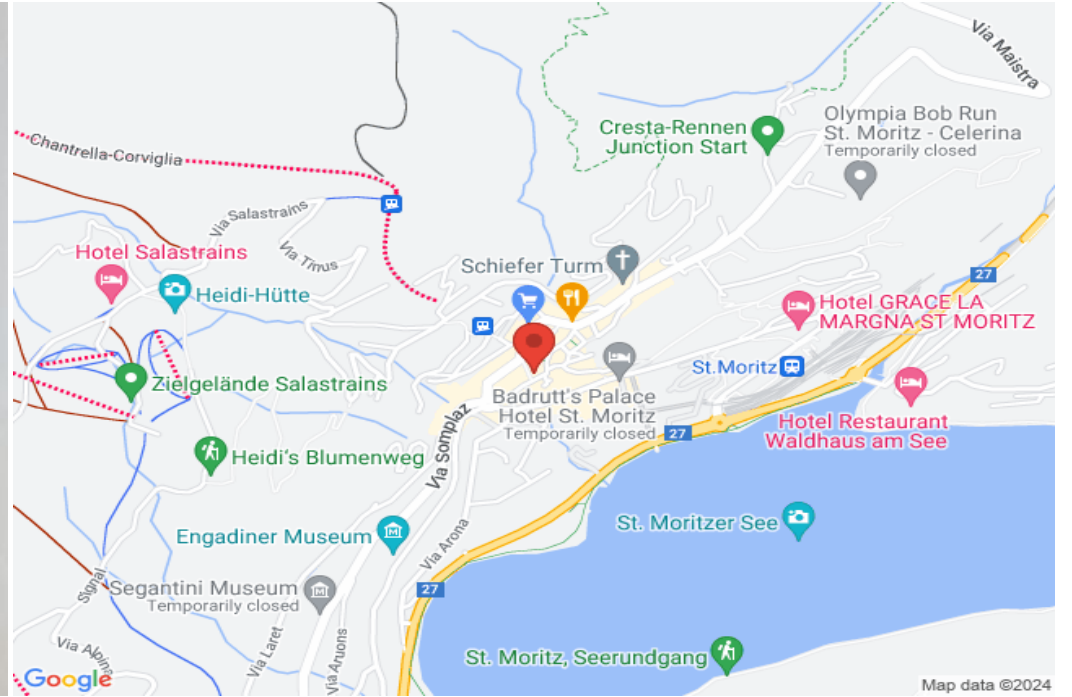 Via Maistra
Olympia Bob Run
St. Moritz - Celerina
Temporarily closed
Cresta-Rennen
Junction Start
Chantrella-Corviglia
Via Salastrains
Via Tinus
Hotel Salastrains
Heidi-Hütte
Schiefer Turm
27
Hotel GRACE LA
MARGNA ST MORITZ
St.Moritz
Zielgelände Salastrains
Badrutt's Palace
Hotel St. Moritz
Temporarily closed
27
Hotel Restaurant
Waldhaus am See
Via Somplaz
Heidi's Blumenweg
St. Moritzer See
Engadiner Museum
Via Arona
Segantini Museum
Temporarily closed
27
Signal
Via Alpina
Via Laret
Via Aruons
St. Moritz, Seerundgang
Google
Map data ©2024